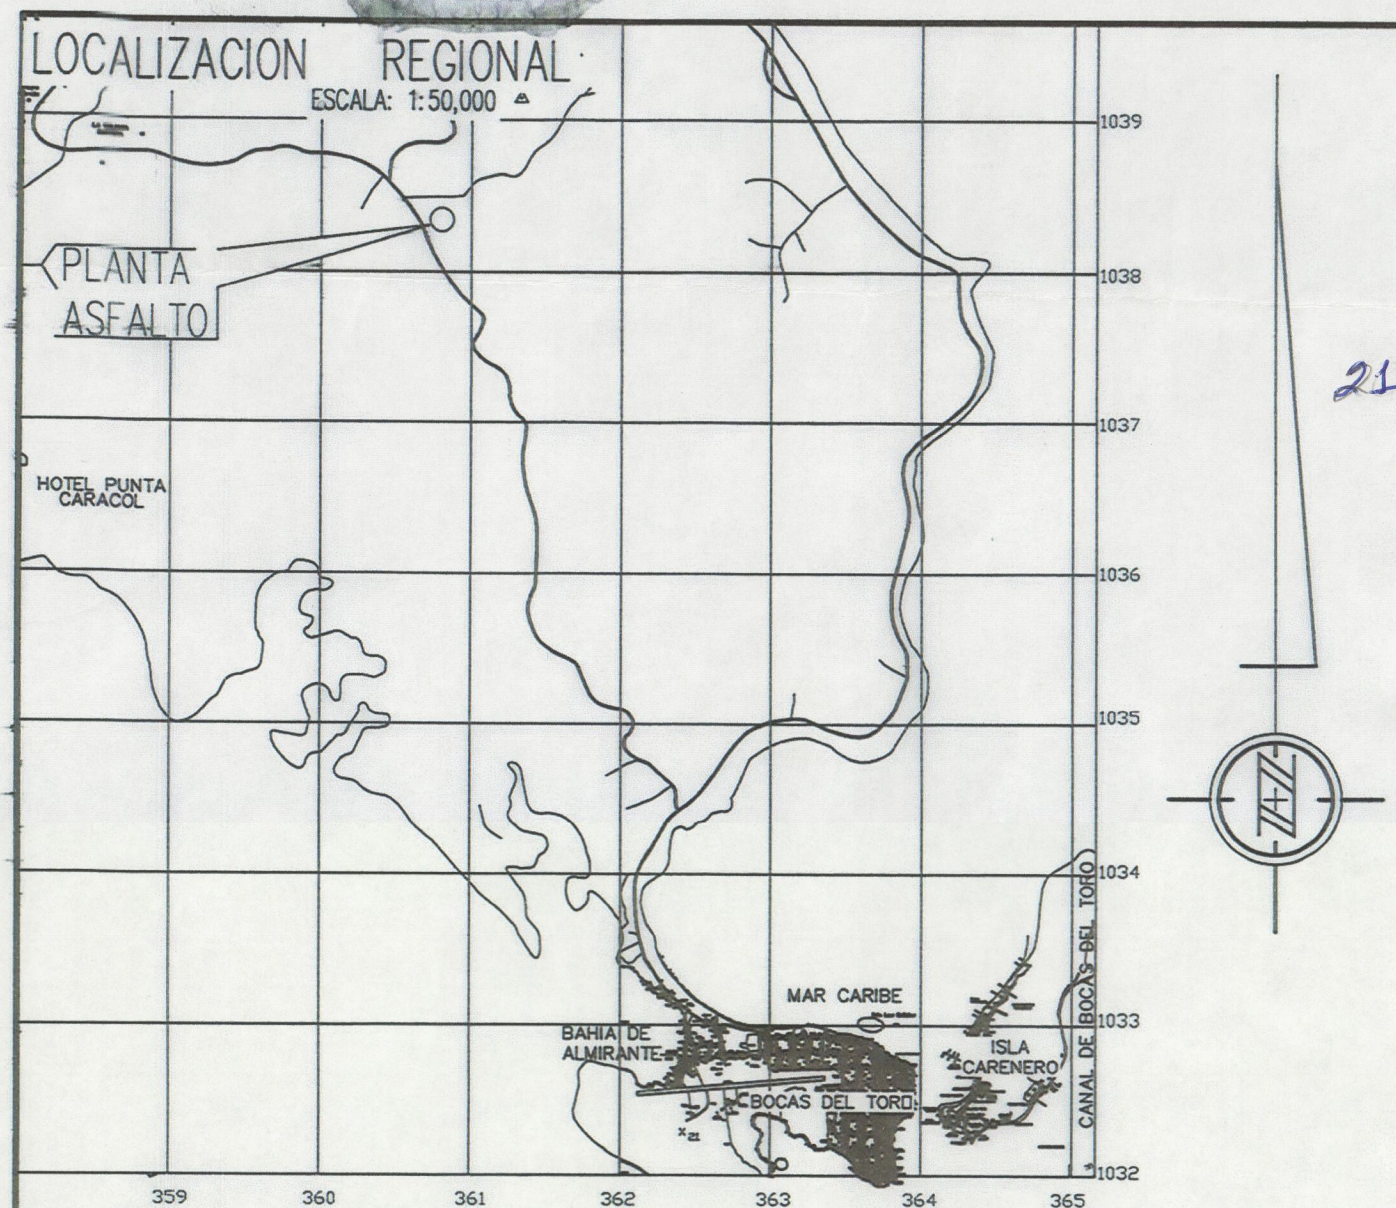 LOCALIZACION REGIONAL
ESCALA: 1:50,000
1039
PLANTA
ASFALTO
1038
21
1037
HOTEL PUNTA
CARACOL
1036
1035
1034
CANAL DE BOCAS DEL TORO
MAR CARIBE
1033
BAHIA DE
ALMIRANTE
ISLA
CARENERO
BOCAS DEL TORO
x 21
1032
359 360 361 362 363 364 365